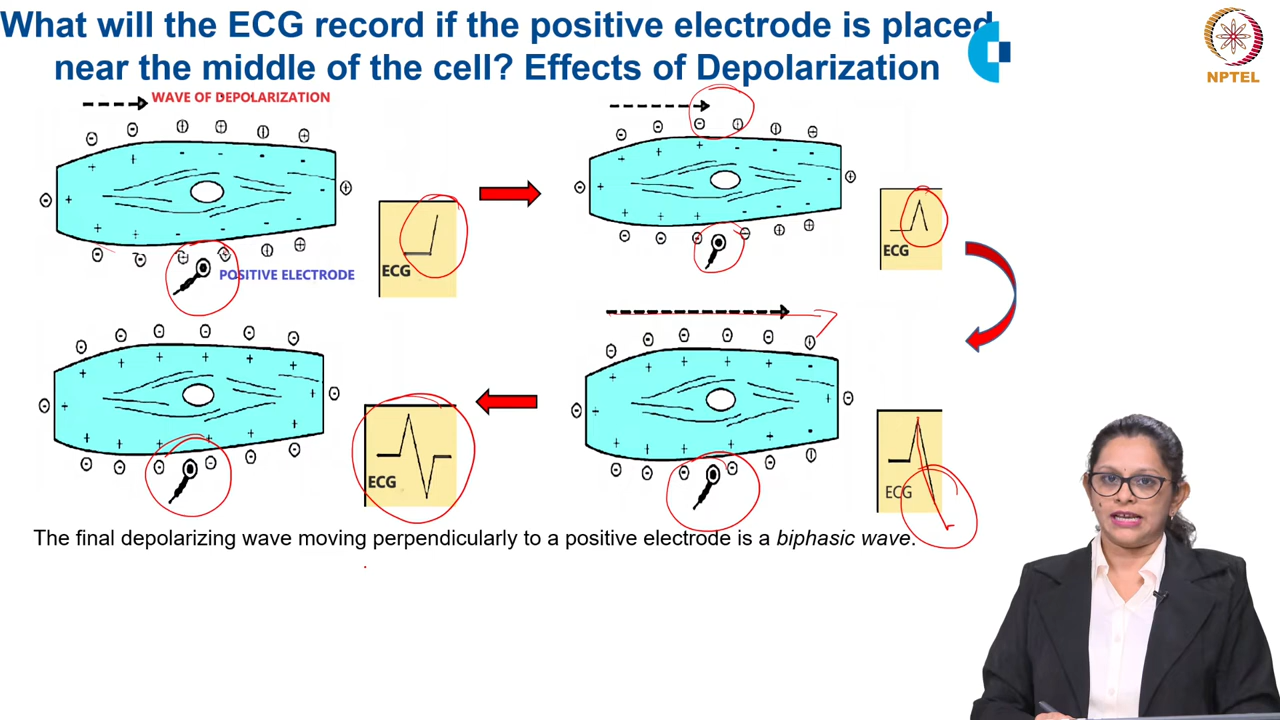 What will the ECG record if the positive electrode is placed
near the middle of the cell? Effects of Depolarization
NPTEL
WAVE OF DEPOLARIZATION
ECG
POSITIVE ELECTRODE
ECG
ECG
ECG
The final depolarizing wave moving perpendicularly to a positive electrode is a biphasic wave.